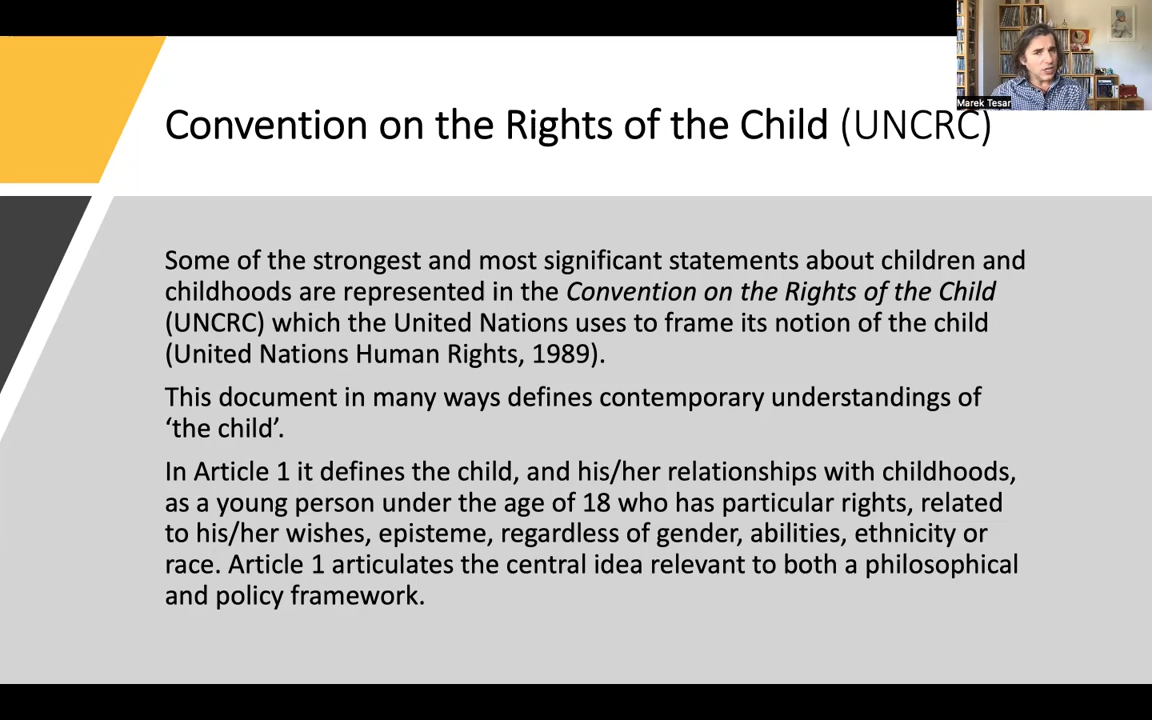 Marek Tesar
Convention on the Rights of the Child (UNCRC)
Some of the strongest and most significant statements about children and
childhoods are represented in the Convention on the Rights of the Child
(UNCRC) which the United Nations uses to frame its notion of the child
(United Nations Human Rights, 1989).
This document in many ways defines contemporary understandings of
‘the child’.
In Article 1 it defines the child, and his/her relationships with childhoods,
as a young person under the age of 18 who has particular rights, related
to his/her wishes, episteme, regardless of gender, abilities, ethnicity or
race. Article 1 articulates the central idea relevant to both a philosophical
and policy framework.